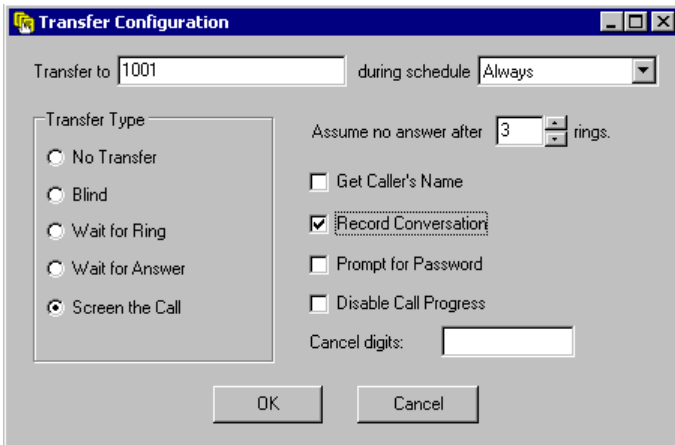 Transfer Configuration
Transfer to 1001 during schedule Always
Transfer Type
Assume no answer after 3 rings.
No Transfer
Get Caller's Name
Blind
Record Conversation
Wait for Ring
Prompt for Password
Wait for Answer
Disable Call Progress
Screen the Call
Cancel digits:
OK Cancel